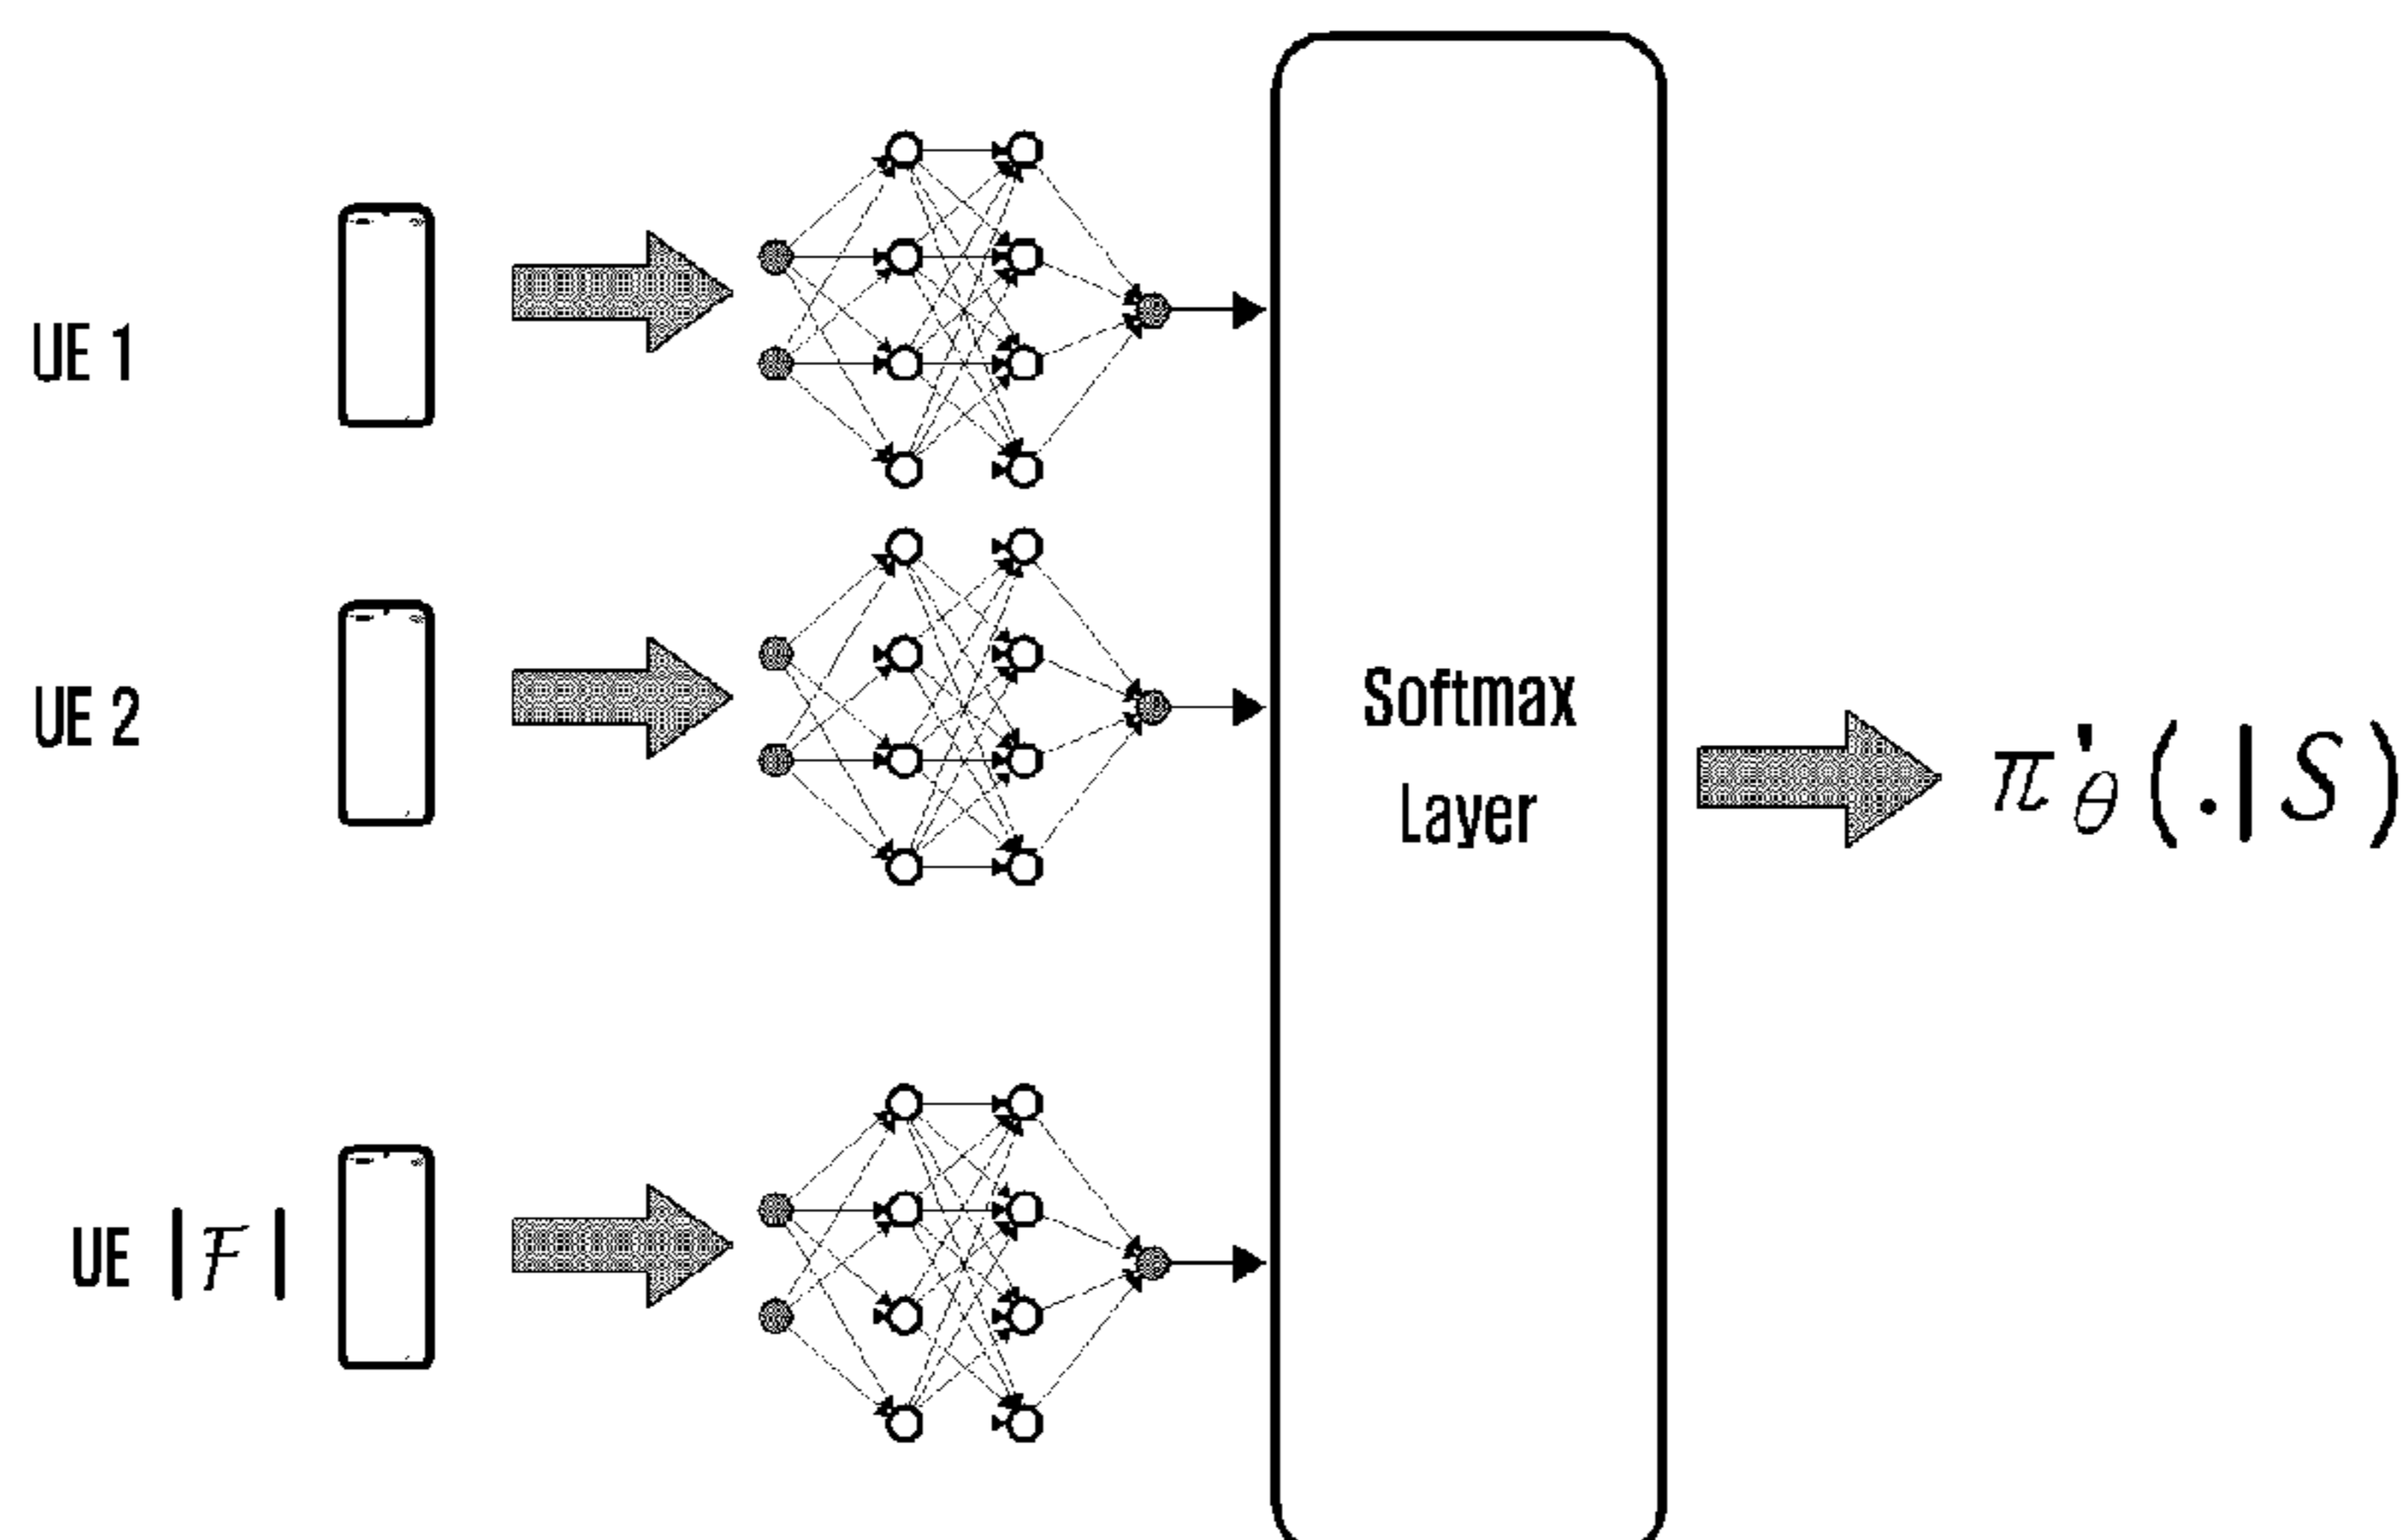 UE 1
UE 2
UE |ℱ|
Softmax
Layer
π'θ(.|S)